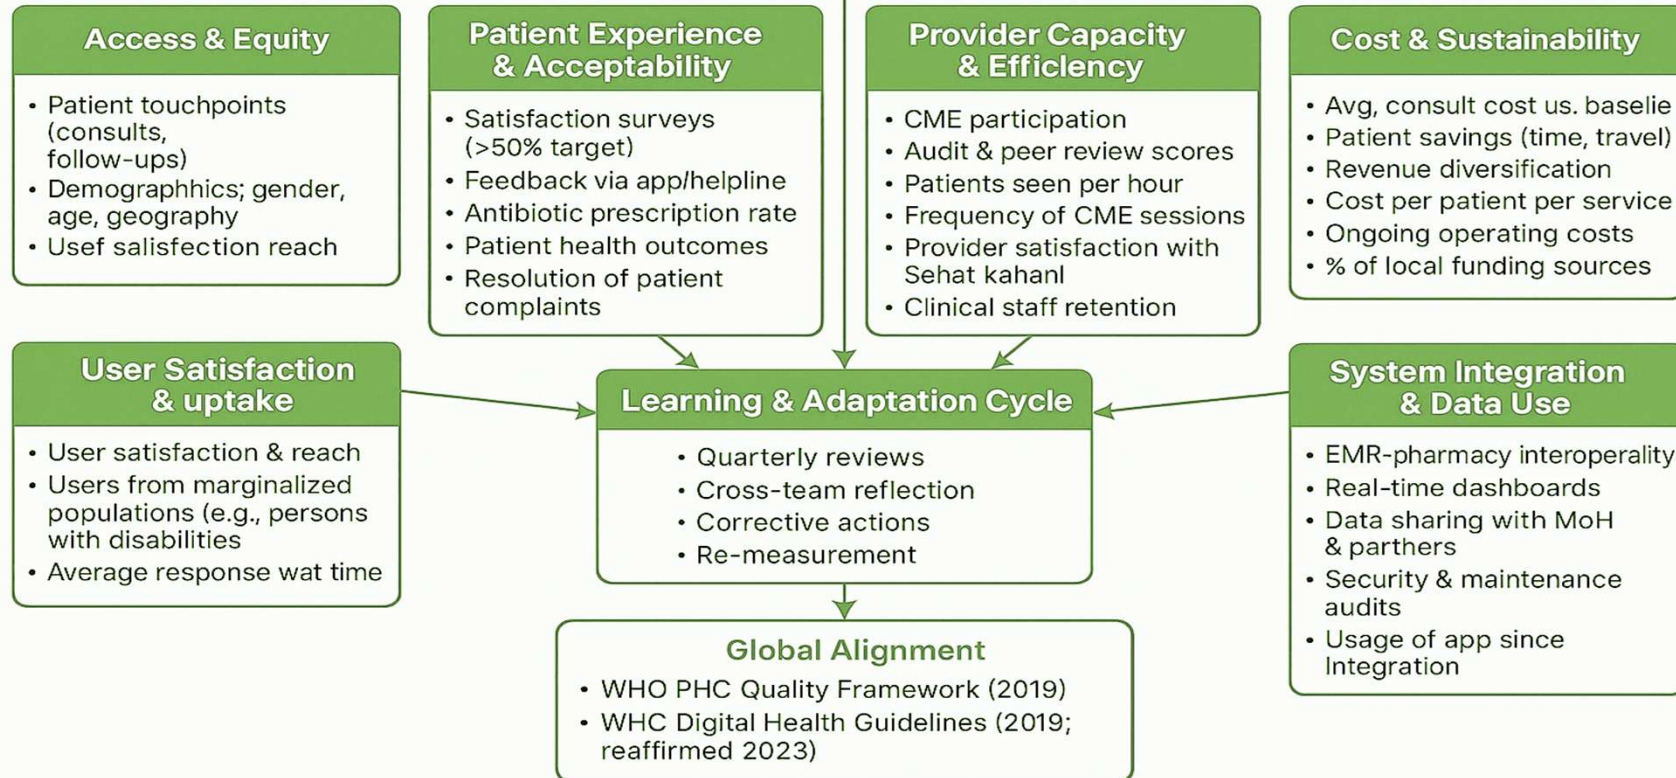 Access & Equity
• Patient touchpoints
(consults,
follow-ups)
• Demographhics; gender,
age, geography
• Usef salisfection reach
Patient Experience
& Acceptability
• Satisfaction surveys
(>50% target)
• Feedback via app/helpline
• Antibiotic prescription rate
• Patient health outcomes
• Resolution of patient
complaints
Provider Capacity
& Efficlency
• CME participation
• Audit & peer review scores
• Patients seen per hour
• Frequency of CME sessions
• Provider satisfaction with
Sehat kahanl
• Clinical staff retention
Cost & Sustainability
• Avg, consult cost us. baselie
• Patient savings (time, travel)
• Revenue diversification
• Cost per patient per service
• Ongoing operating costs
• % of local funding sources
User Satisfaction
& uptake
• User satisfaction & reach
• Users from marginalized
populations (e.g., persons
with disabilities
• Average response wat time
Learning & Adaptation Cycle
• Quarterly reviews
• Cross-team reflection
• Corrective actions
• Re-measurement
System Integration
& Data Use
• EMR-pharmacy interoperality
• Real-time dashboards
• Data sharing with MoH
& parthers
• Security & maintenance
audits
• Usage of app since
Integration
Global Alignment
• WHO PHC Quality Framework (2019)
• WHC Digital Health Guidelines (2019;
reaffirmed 2023)